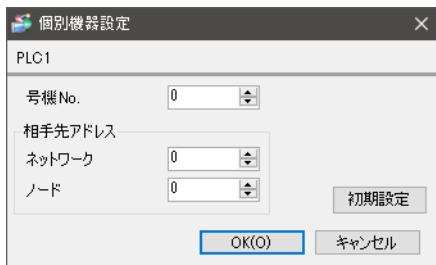 個別機器設定
PLC1
号機No. 0
相手先アドレス
ネットワーク 0
ノード 0
初期設定
OK(O) キャンセル